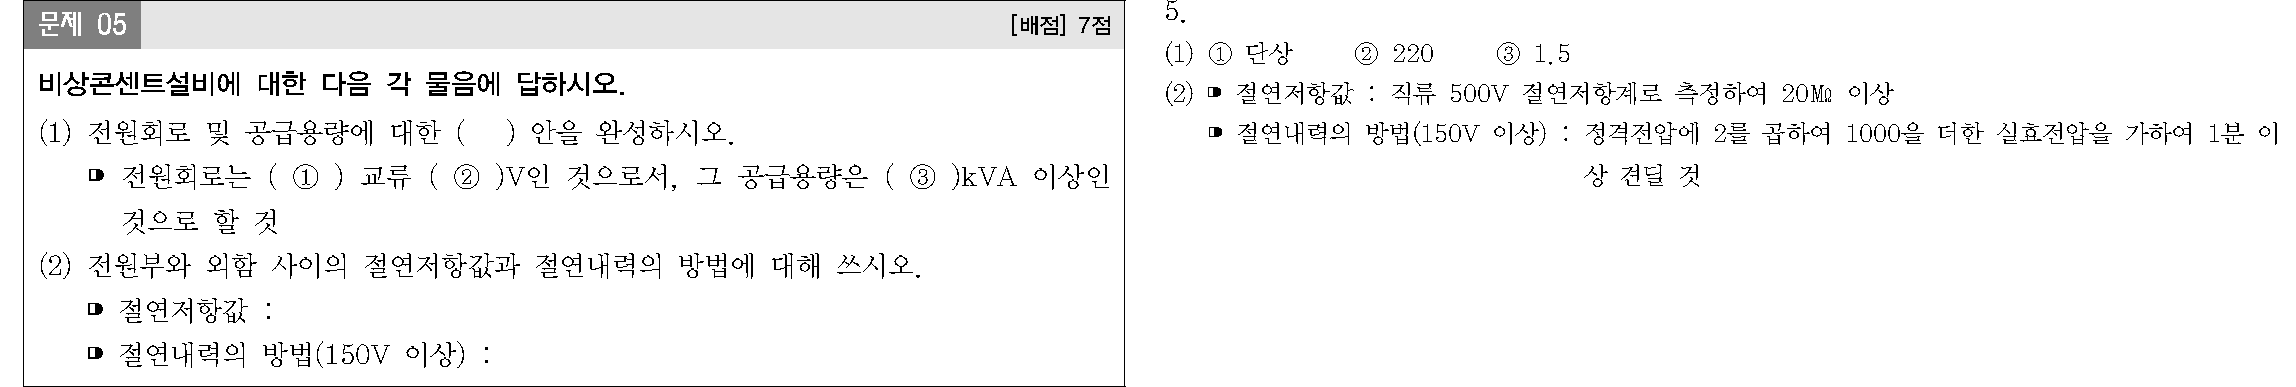 문제 05
[배점] 7점
비상콘센트설비에 대한 다음 각 물음에 답하시오.
(1) 전원회로 및 공급용량에 대한 ( ) 안을 완성하시오.
전원회로는 ( ① ) 교류 ( ② )V인 것으로서, 그 공급용량은 ( ③ )kVA 이상인
것으로 할 것
(2) 전원부와 외함 사이의 절연저항값과 절연내력의 방법에 대해 쓰시오.
절연저항값 :
절연내력의 방법(150V 이상) :
5.
(1) ① 단상 ② 220 ③ 1.5
(2) 절연저항값 : 직류 500V 절연저항계로 측정하여 20㏁ 이상
절연내력의 방법(150V 이상) : 정격전압에 2를 곱하여 1000을 더한 실효전압을 가하여 1분 이
상 견딜 것